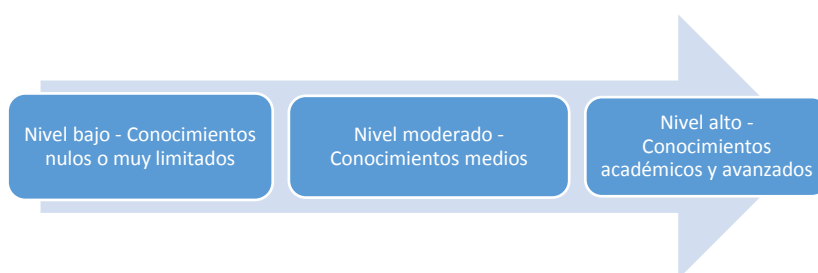 Nivel bajo - Conocimientos
nulos o muy limitados
Nivel moderado -
Conocimientos medios
Nivel alto -
Conocimientos
académicos y avanzados